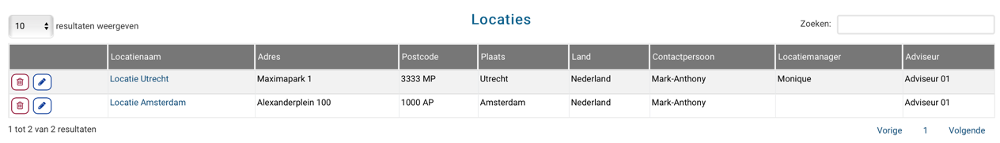 Locaties
10 resultaten weergeven
Zoeken:
Locatienaam Adres Postcode Plaats Land Contactpersoon Locatiemanager Adviseur
Locatie Utrecht Maximapark 1 3333 MP Utrecht Nederland Mark-Anthony Monique Adviseur 01
Locatie Amsterdam Alexanderplein 100 1000 AP Amsterdam Nederland Mark-Anthony Adviseur 01
1 tot 2 van 2 resultaten
Vorige 1 Volgende